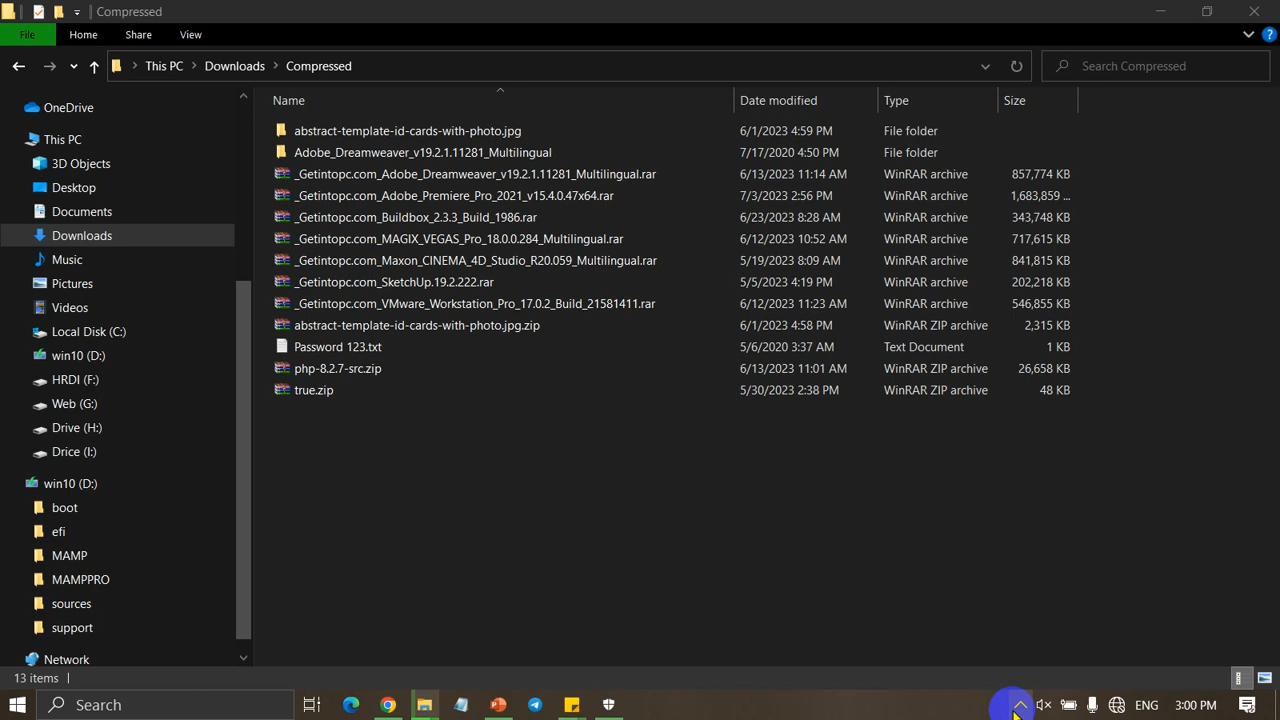 Compressed
File Home Share View
This PC Downloads Compressed Search Compressed
Name Date modified Type Size
OneDrive
This PC
3D Objects
Desktop
Documents
Downloads
Music
Pictures
Videos
Local Disk (C:)
win10 (D:)
HRDI (F:)
Web (G:)
Drive (H:)
Drice (I:)
win10 (D:)
boot
efi
MAMP
MAMPPRO
sources
support
Network
abstract-template-id-cards-with-photo.jpg 6/1/2023 4:59 PM File folder
Adobe_Dreamweaver_v19.2.1.11281_Multilingual 7/17/2020 4:50 PM File folder
_Getintopc.com_Adobe_Dreamweaver_v19.2.1.11281_Multilingual.rar 6/13/2023 11:14 AM WinRAR archive 857,774 KB
_Getintopc.com_Adobe_Premiere_Pro_2021_v15.4.0.47x64.rar 7/3/2023 2:56 PM WinRAR archive 1,683,859 ...
_Getintopc.com_Buildbox_2.3.3_Build_1986.rar 6/23/2023 8:28 AM WinRAR archive 343,748 KB
_Getintopc.com_MAGIX_VEGAS_Pro_18.0.0.284_Multilingual.rar 6/12/2023 10:52 AM WinRAR archive 717,615 KB
_Getintopc.com_Maxon_CINEMA_4D_Studio_R20.059_Multilingual.rar 5/19/2023 8:09 AM WinRAR archive 841,815 KB
_Getintopc.com_SketchUp.19.2.222.rar 5/5/2023 4:19 PM WinRAR archive 202,218 KB
_Getintopc.com_VMware_Workstation_Pro_17.0.2_Build_21581411.rar 6/12/2023 11:23 AM WinRAR archive 546,855 KB
abstract-template-id-cards-with-photo.jpg.zip 6/1/2023 4:58 PM WinRAR ZIP archive 2,315 KB
Password 123.txt 5/6/2020 3:37 AM Text Document 1 KB
php-8.2.7-src.zip 6/13/2023 11:01 AM WinRAR ZIP archive 26,658 KB
true.zip 5/30/2023 2:38 PM WinRAR ZIP archive 48 KB
13 items
Search ENG 3:00 PM